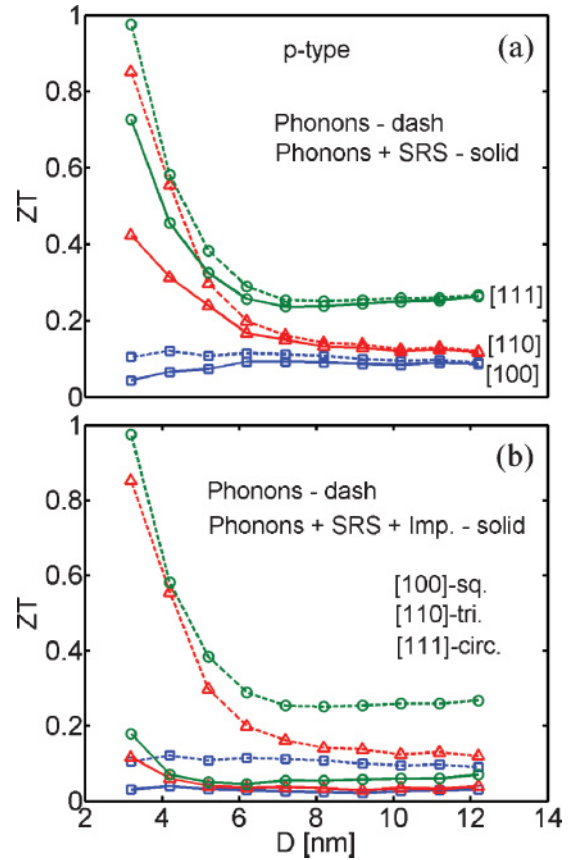 1
(a)
p-type
0.8
Phonons - dash
Phonons + SRS - solid
0.6
ZT
0.4
[111]
0.2
[110]
[100]
0
1
(b)
Phonons - dash
0.8
Phonons + SRS + Imp. - solid
0.6
[100]-sq.
[110]-tri.
ZT
[111]-circ.
0.4
0.2
0
2 4 6 8 10 12 14
D [nm]